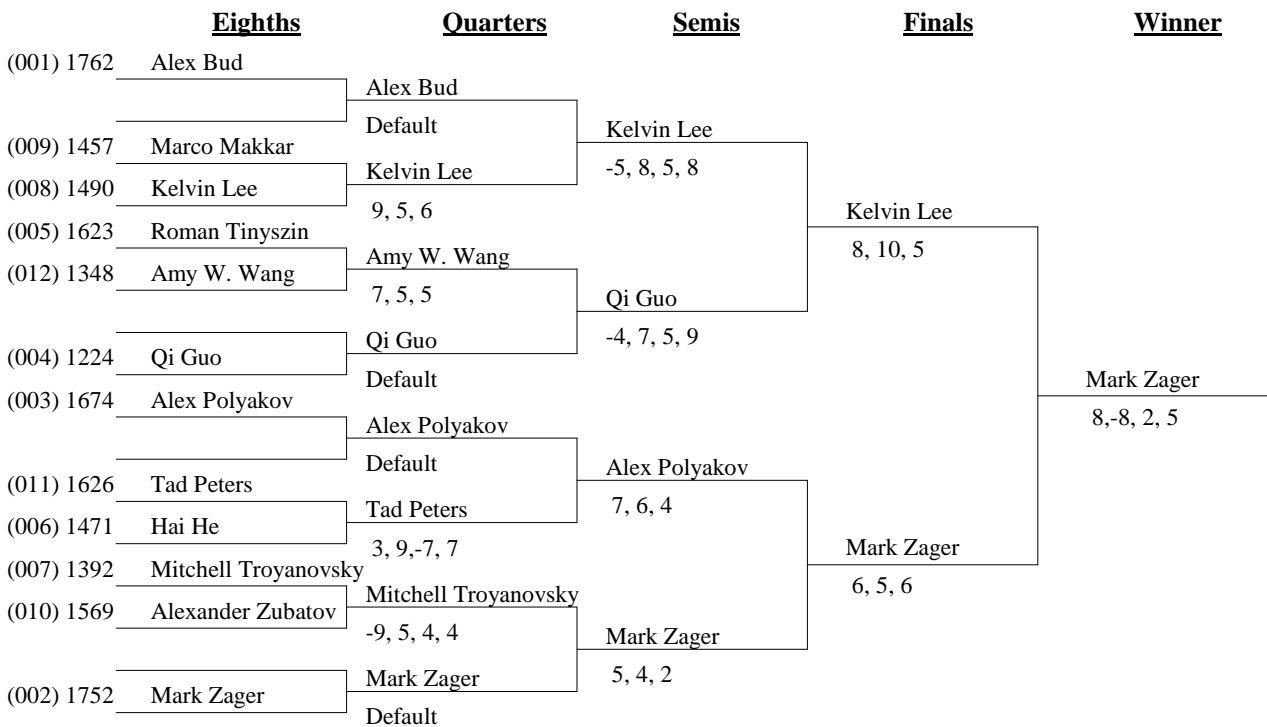 Eighths Quarters Semis Finals Winner
(001) 1762 Alex Bud
Alex Bud
Default
Kelvin Lee
(009) 1457 Marco Makkar
-5, 8, 5, 8
Kelvin Lee
(008) 1490 Kelvin Lee
9, 5, 6
Kelvin Lee
(005) 1623 Roman Tinyszin
8, 10, 5
Amy W. Wang
(012) 1348 Amy W. Wang
7, 5, 5
Qi Guo
-4, 7, 5, 9
Qi Guo
(004) 1224 Qi Guo
Default
Mark Zager
(003) 1674 Alex Polyakov
8,-8, 2, 5
Alex Polyakov
Default
Alex Polyakov
(011) 1626 Tad Peters
7, 6, 4
Tad Peters
(006) 1471 Hai He
3, 9,-7, 7
Mark Zager
(007) 1392 Mitchell Troyanovsky
6, 5, 6
Mitchell Troyanovsky
(010) 1569 Alexander Zubatov
-9, 5, 4, 4
Mark Zager
5, 4, 2
Mark Zager
(002) 1752 Mark Zager
Default